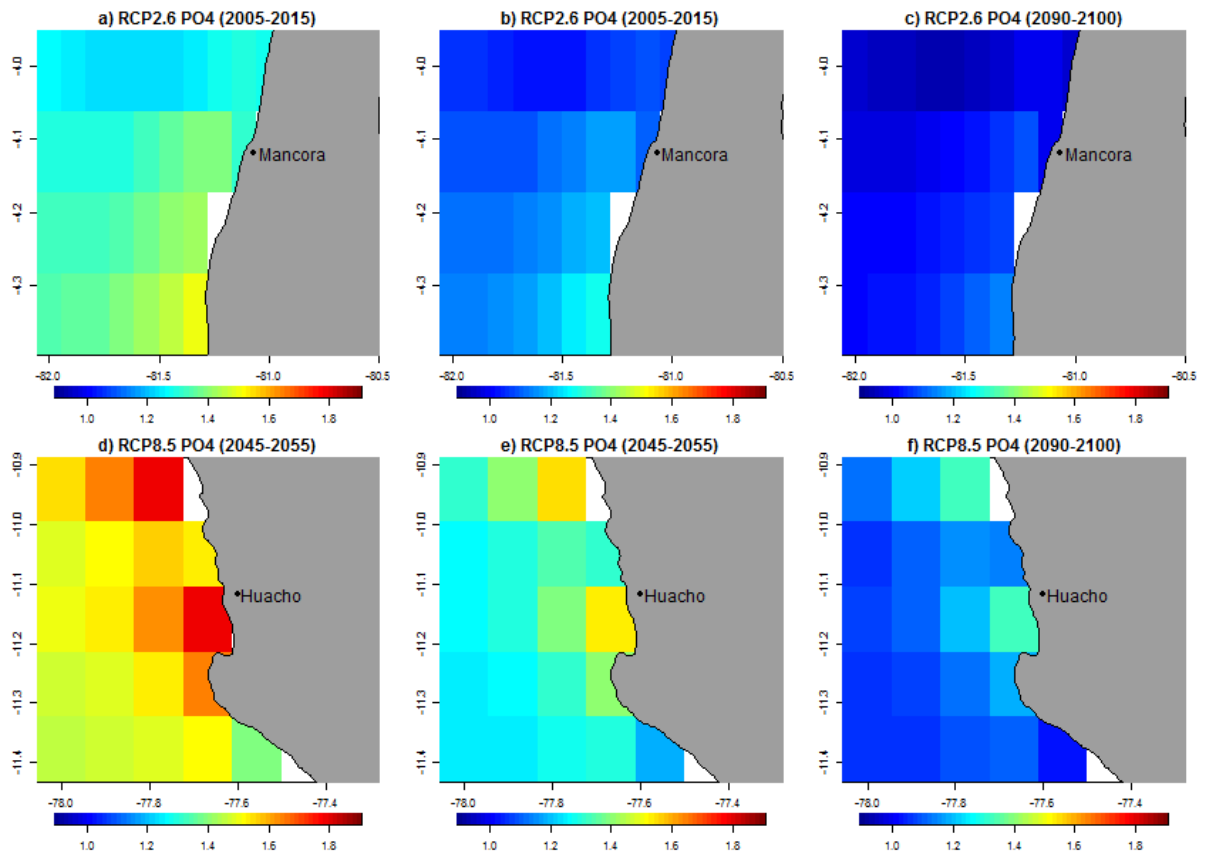 a) RCP2.6 PO4 (2005-2015)
b) RCP2.6 PO4 (2005-2015)
c) RCP2.6 PO4 (2090-2100)
-4.0
-4.1
-4.2
-4.3
Mancora
-82.0 -81.5 -81.0 -80.5
1.0 1.2 1.4 1.6 1.8
-4.0
-4.1
-4.2
-4.3
Mancora
-82.0 -81.5 -81.0 -80.5
1.0 1.2 1.4 1.6 1.8
-4.0
-4.1
-4.2
-4.3
Mancora
-82.0 -81.5 -81.0 -80.5
1.0 1.2 1.4 1.6 1.8
d) RCP8.5 PO4 (2045-2055)
e) RCP8.5 PO4 (2045-2055)
f) RCP8.5 PO4 (2090-2100)
-10.9
-11.0
-11.1
-11.2
-11.3
-11.4
Huacho
-78.0 -77.8 -77.6 -77.4
1.0 1.2 1.4 1.6 1.8
-10.9
-11.0
-11.1
-11.2
-11.3
-11.4
Huacho
-78.0 -77.8 -77.6 -77.4
1.0 1.2 1.4 1.6 1.8
-10.9
-11.0
-11.1
-11.2
-11.3
-11.4
Huacho
-78.0 -77.8 -77.6 -77.4
1.0 1.2 1.4 1.6 1.8